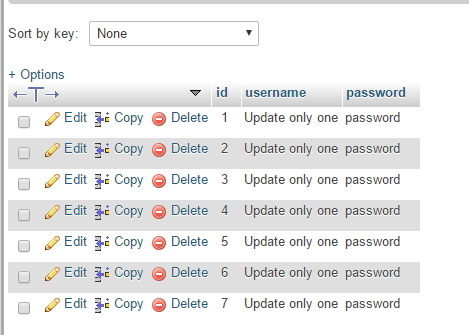 Sort by key: None
+ Options
←T→ id username password
Edit Copy Delete 1 Update only one password
Edit Copy Delete 2 Update only one password
Edit Copy Delete 3 Update only one password
Edit Copy Delete 4 Update only one password
Edit Copy Delete 5 Update only one password
Edit Copy Delete 6 Update only one password
Edit Copy Delete 7 Update only one password